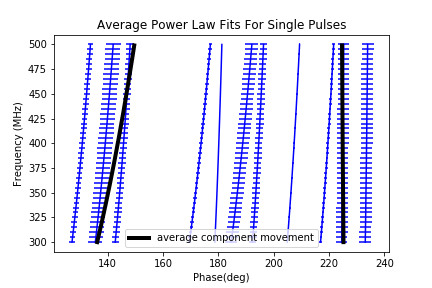 Average Power Law Fits For Single Pulses
500
475
450
425
400
375
350
325
300
Frequency (MHz)
average component movement
140 160 180 200 220 240
Phase(deg)